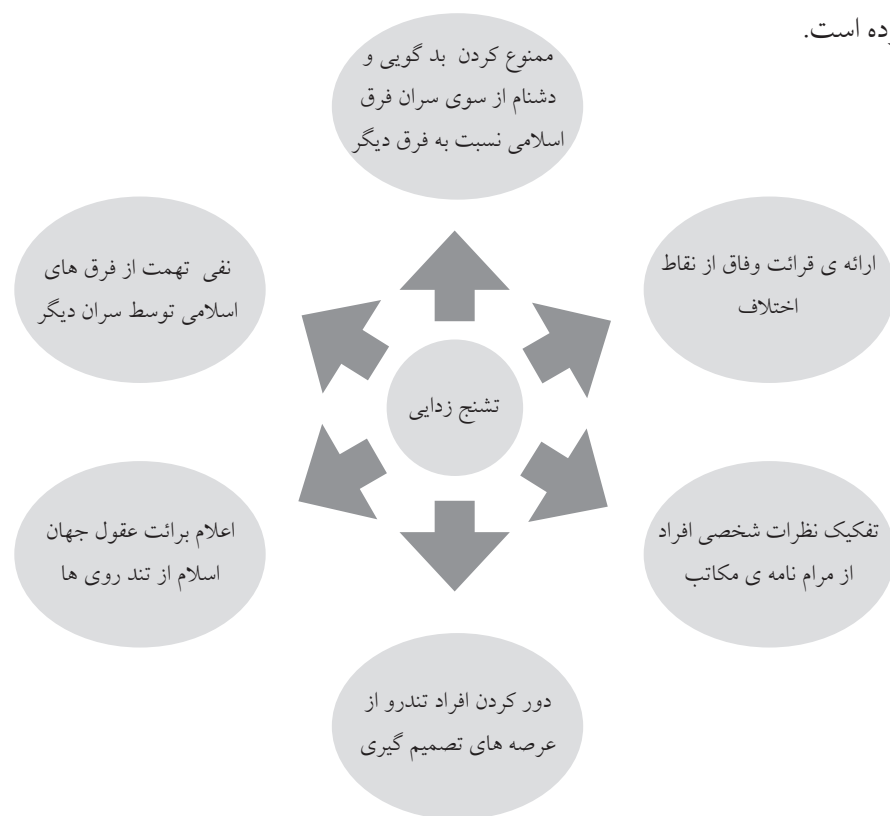 است.
ممنوع کردن بد گویی و
دشنام از سوی سران فرق
اسلامی نسبت به فرق دیگر
ارائه ی قرائت وفاق از نقاط
اختلاف
نفی تهمت از فرق های
اسلامی توسط سران دیگر
تشنج زدایی
تفکیک نظرات شخصی افراد
از مرام نامه ی مکاتب
اعلام برائت عقول جهان
اسلام از تند روی ها
دور کردن افراد تندرو از
عرصه های تصمیم گیری